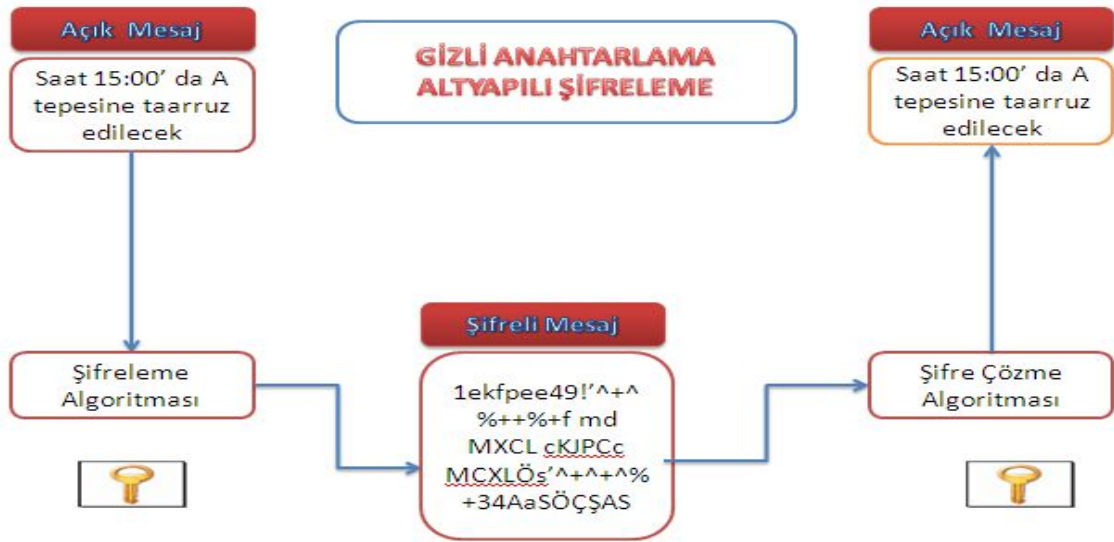 Açık Mesaj
Saat 15:00' da A
tepesine taarruz
edilecek
GİZLİ ANAHTARLAMA
ALTYAPILI ŞİFRELEME
Açık Mesaj
Saat 15:00' da A
tepesine taarruz
edilecek
Şifreleme
Algoritması
Şifreli Mesaj
1ekfpee49!'^+^
%++%+f md
MXCL cKJPCc
MCXLÖs'^+^+^%
+34AaSÖÇŞAS
Şifre Çözme
Algoritması